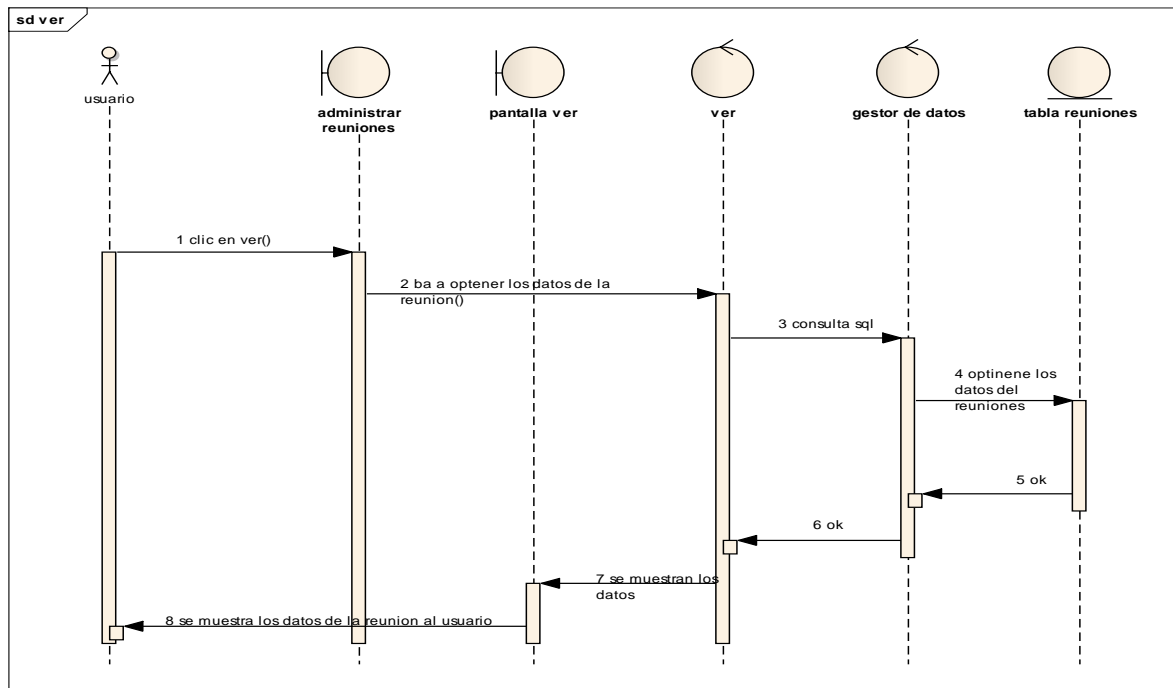 sd ver
usuario
administrar
reuniones
pantalla ver
ver
gestor de datos
tabla reuniones
1 clic en ver()
2 ba a optener los datos de la
reunion()
3 consulta sql
4 optinene los
datos del
reuniones
5 ok
6 ok
7 se muestran los
datos
8 se muestra los datos de la reunion al usuario